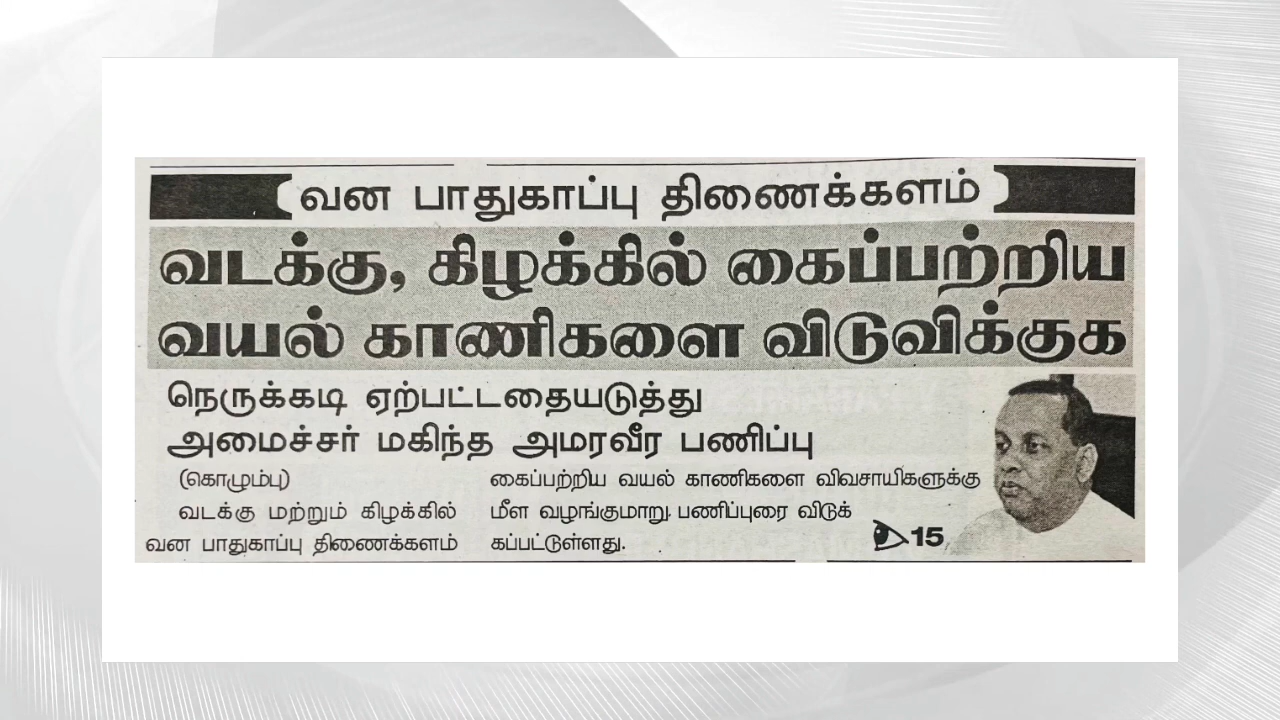 வன பாதுகாப்பு திணைக்களம்
வடக்கு, கிழக்கில் கைப்பற்றிய
வயல் காணிகளை விடுவிக்குக
நெருக்கடி ஏற்பட்டதையடுத்து
அமைச்சர் மகிந்த அமரவீர பணிப்பு
(கொழும்பு)
வடக்கு மற்றும் கிழக்கில்
வன பாதுகாப்பு திணைக்களம்
கைப்பற்றிய வயல் காணிகளை விவசாயிகளுக்கு
மீள வழங்குமாறு பணிப்புரை விடுக்
கப்பட்டுள்ளது.
15